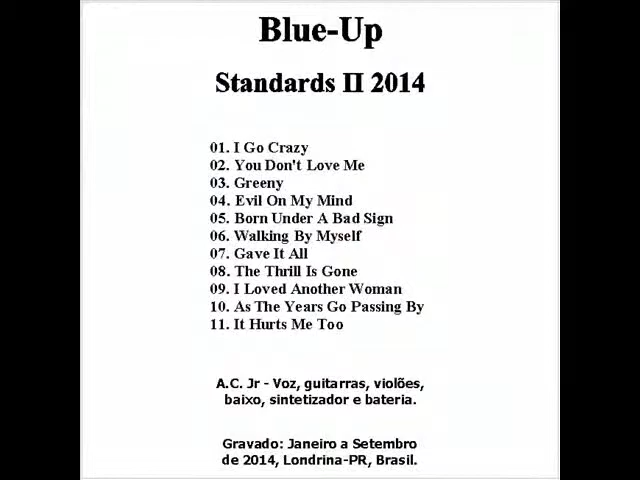 Blue-Up
Standards II 2014
01. I Go Crazy
02. You Don't Love Me
03. Greeny
04. Evil On My Mind
05. Born Under A Bad Sign
06. Walking By Myself
07. Gave It All
08. The Thrill Is Gone
09. I Loved Another Woman
10. As The Years Go Passing By
11. It Hurts Me Too
A.C. Jr - Voz, guitarras, violões,
baixo, sintetizador e bateria.
Gravado: Janeiro a Setembro
de 2014, Londrina-PR, Brasil.